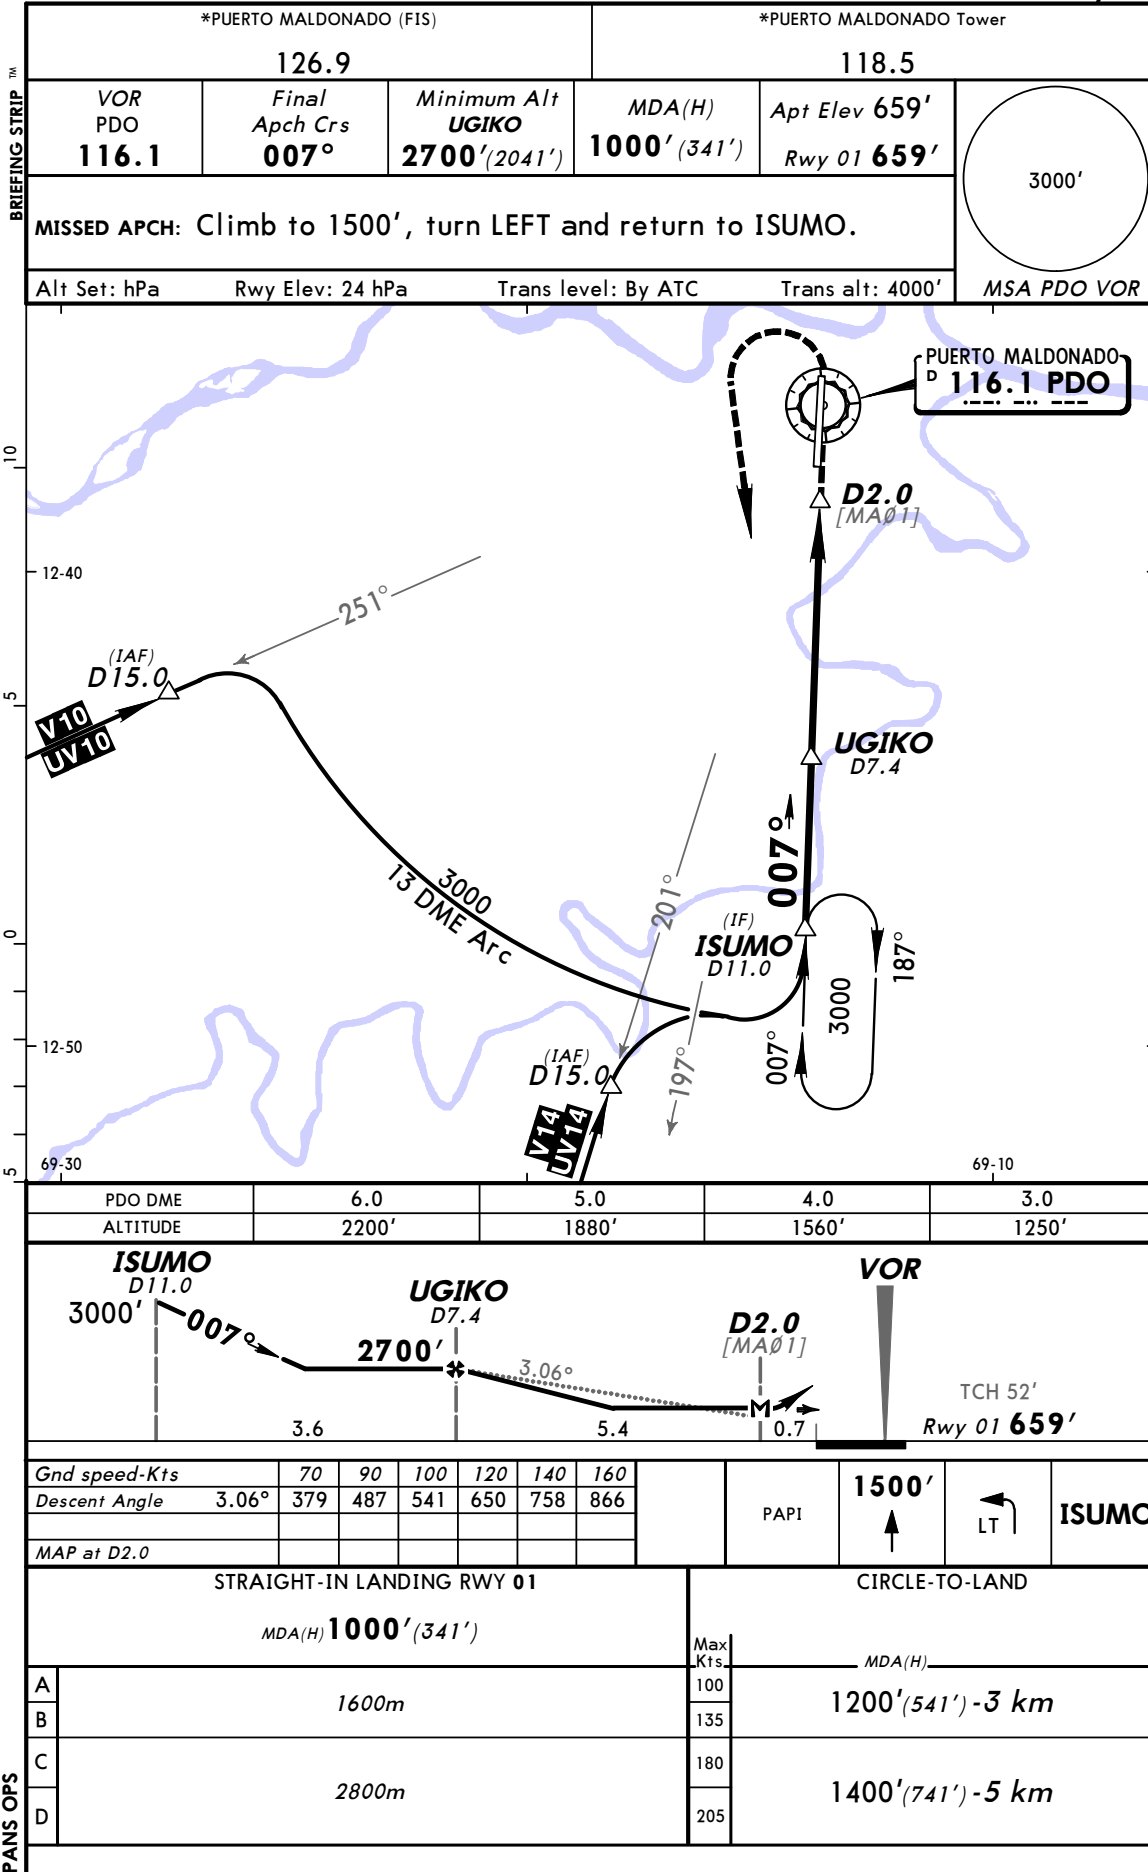 *PUERTO MALDONADO (FIS)
126.9
*PUERTO MALDONADO Tower
118.5
BRIEFING STRIP TM
VOR
PDO
116.1
Final
Apch Crs
007°
Minimum Alt
UGIKO
2700'(2041')
MDA(H)
1000'(341')
Apt Elev 659'
Rwy 01 659'
3000'
MSA PDO VOR
MISSED APCH: Climb to 1500', turn LEFT and return to ISUMO.
Alt Set: hPa Rwy Elev: 24 hPa Trans level: By ATC Trans alt: 4000'
PUERTO MALDONADO
D 116.1 PDO
10
D2.0
[MAØ1]
12-40
251°
(IAF)
D15.0
5
V10
UV10
UGIKO
D7.4
007°
3000
13 DME Arc
201°
(IF)
ISUMO
D11.0
0
187°
3000
007°
12-50
(IAF)
D15.0
197°
V14
UV14
5
69-30
69-10
PDO DME 6.0 5.0 4.0 3.0
ALTITUDE 2200' 1880' 1560' 1250'
ISUMO
D11.0
3000'
007°
UGIKO
D7.4
2700'
3.06°
D2.0
[MAØ1]
M
VOR
TCH 52'
Rwy 01 659'
3.6 5.4 0.7
Gnd speed-Kts 70 90 100 120 140 160
Descent Angle 3.06° 379 487 541 650 758 866
MAP at D2.0
PAPI
1500'
LT
ISUMO
STRAIGHT-IN LANDING RWY 01
MDA(H) 1000'(341')
CIRCLE-TO-LAND
Max
Kts
MDA(H)
A
B
1600m
100
135
1200'(541')-3 km
C
D
2800m
180
205
1400'(741')-5 km
PANS OPS